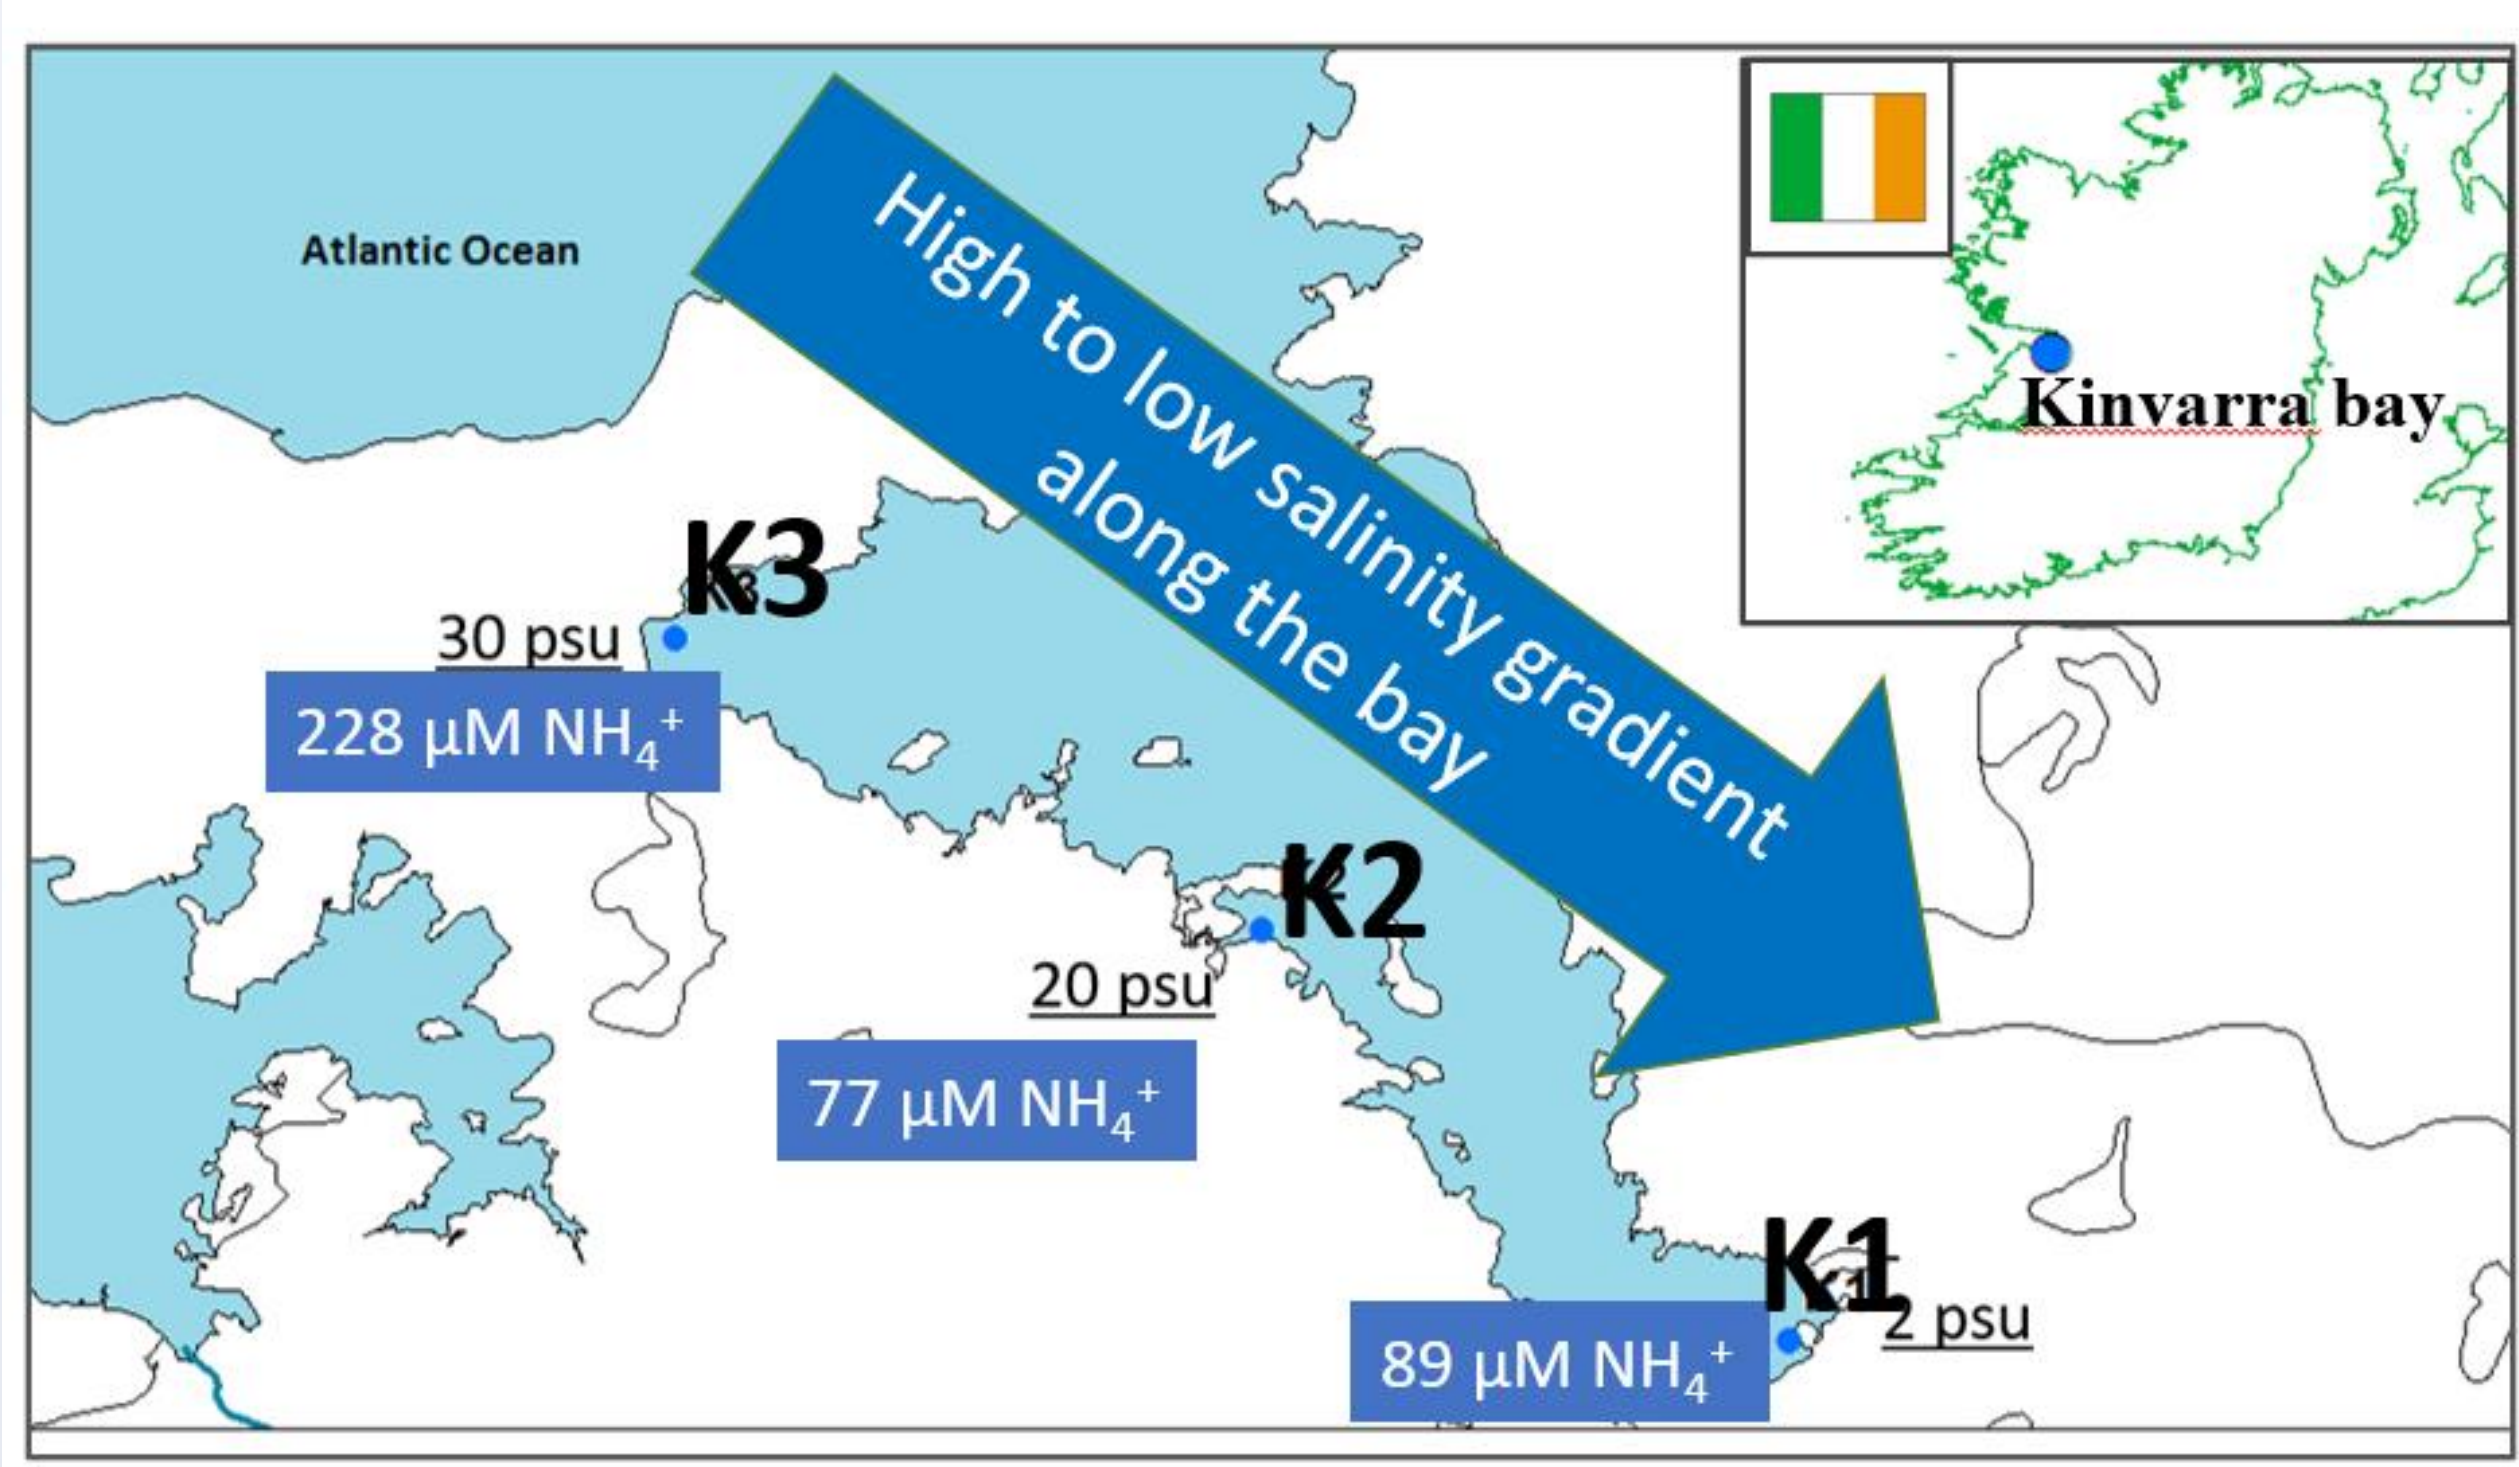 Atlantic Ocean
High to low salinity gradient
along the bay
Kinvarra bay
K3
30 psu
228 µM NH₄⁺
K2
20 psu
77 µM NH₄⁺
K1
2 psu
89 µM NH₄⁺